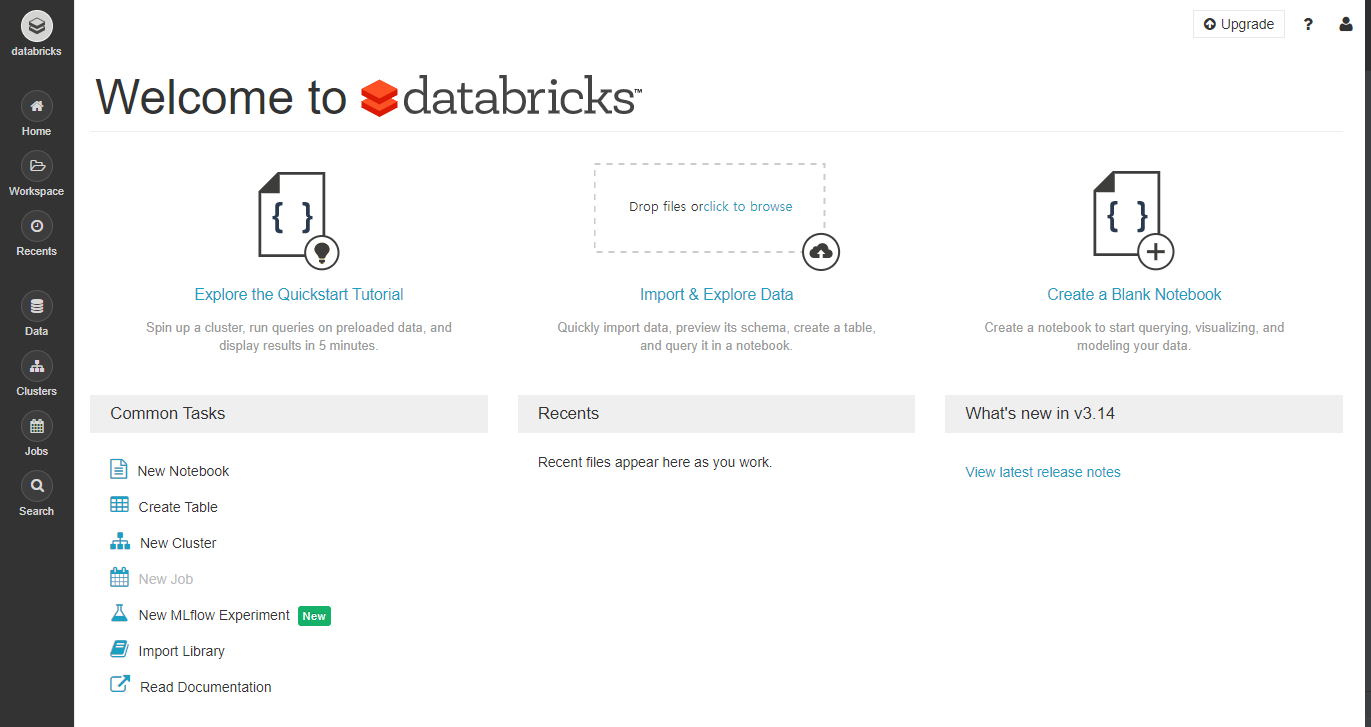 databricks
Home
Workspace
Recents
Data
Clusters
Jobs
Search
Upgrade
?
Welcome to databricks™
{ }
Drop files orclick to browse
{ }
Explore the Quickstart Tutorial
Spin up a cluster, run queries on preloaded data, and
display results in 5 minutes.
Import & Explore Data
Quickly import data, preview its schema, create a table,
and query it in a notebook.
Create a Blank Notebook
Create a notebook to start querying, visualizing, and
modeling your data.
Common Tasks
New Notebook
Create Table
New Cluster
New Job
New MLflow Experiment New
Import Library
Read Documentation
Recents
Recent files appear here as you work.
What's new in v3.14
View latest release notes